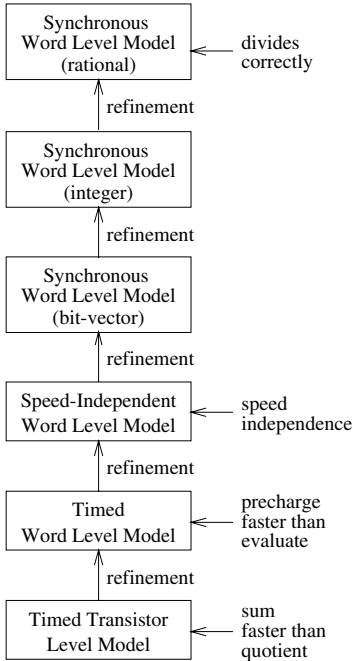 Synchronous
Word Level Model
(rational)
divides
correctly
refinement
Synchronous
Word Level Model
(integer)
refinement
Synchronous
Word Level Model
(bit-vector)
refinement
Speed-Independent
Word Level Model
speed
independence
refinement
Timed
Word Level Model
precharge
faster than
evaluate
refinement
Timed Transistor
Level Model
sum
faster than
quotient